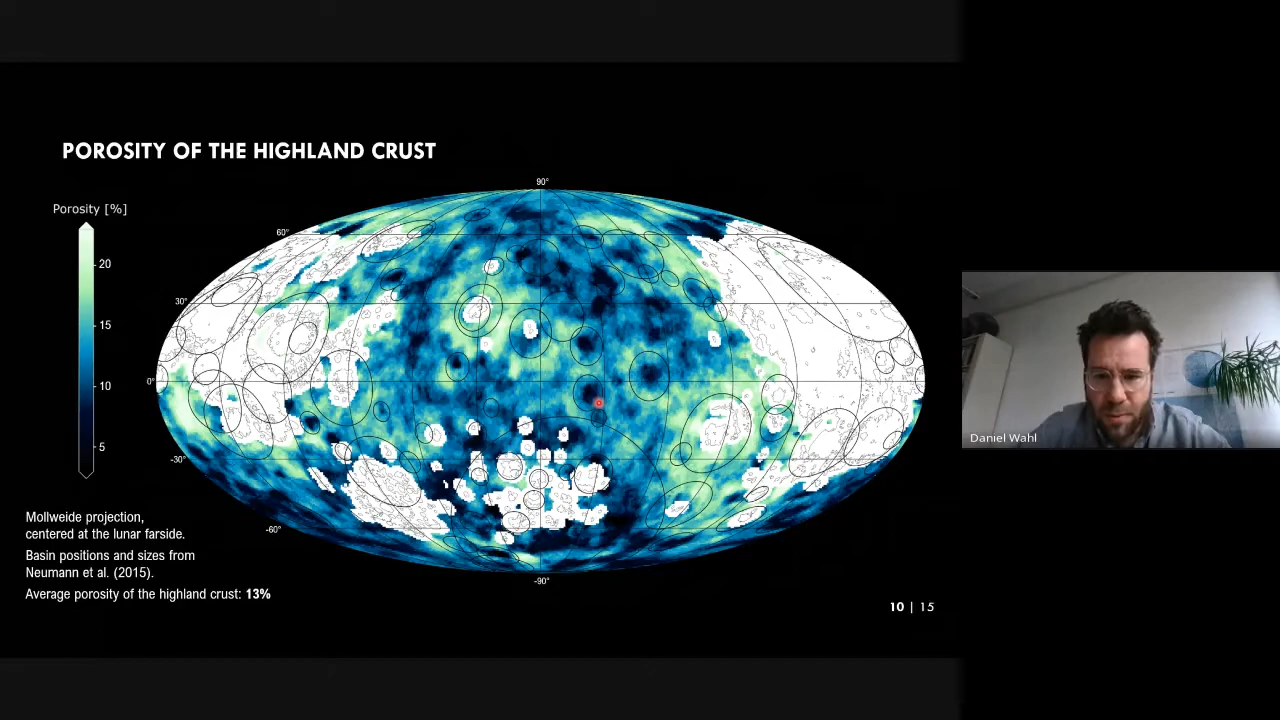 POROSITY OF THE HIGHLAND CRUST
Porosity [%]
20
15
10
5
90°
60°
30°
0°
-30°
-60°
-90°
Mollweide projection,
centered at the lunar farside.
Basin positions and sizes from
Neumann et al. (2015).
Average porosity of the highland crust: 13%
10 | 15
Daniel Wahl